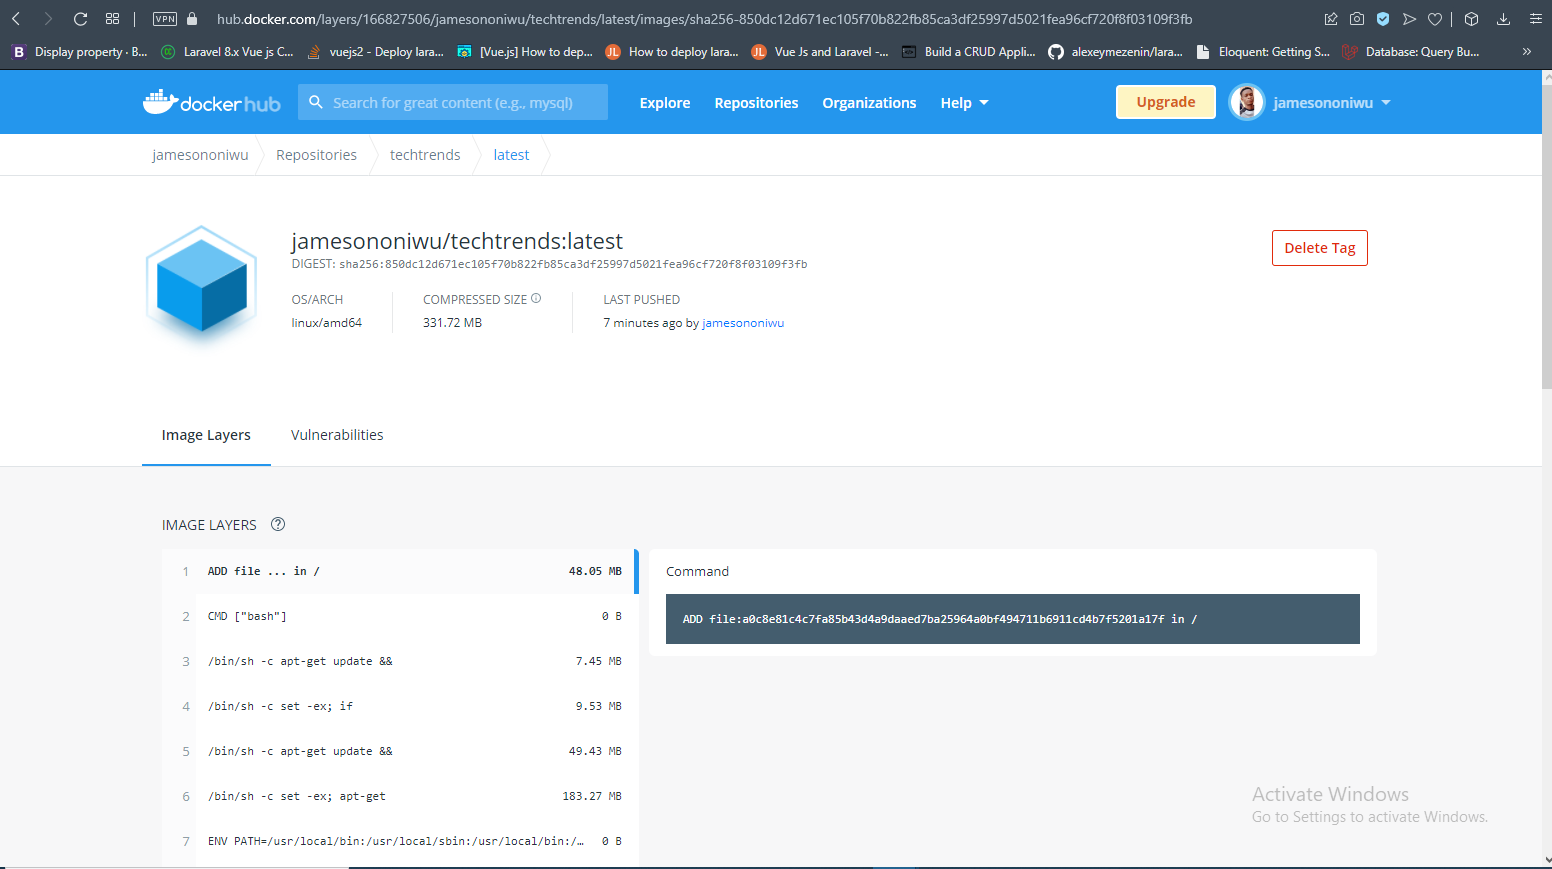 VPN hub.docker.com/layers/166827506/jamesononiwu/techtrends/latest/images/sha256-850dc12d671ec105f70b822fb85ca3df25997d5021fea96cf720f8f03109f3fb
B Display property · B... Laravel 8.x Vue js C... vuejs2 - Deploy lara... [Vue.js] How to dep... JL How to deploy lara... JL Vue Js and Laravel -... Build a CRUD Appli... alexeymezenin/lara... Eloquent: Getting S... Database: Query Bu... »
docker hub Search for great content (e.g., mysql) Explore Repositories Organizations Help Upgrade jamesononiwu
jamesononiwu Repositories techtrends latest
jamesononiwu/techtrends:latest
Delete Tag
DIGEST: sha256:850dc12d671ec105f70b822fb85ca3df25997d5021fea96cf720f8f03109f3fb
OS/ARCH COMPRESSED SIZE LAST PUSHED
linux/amd64 331.72 MB 7 minutes ago by jamesononiwu
Image Layers Vulnerabilities
IMAGE LAYERS ?
1 ADD file ... in / 48.05 MB
2 CMD ["bash"] 0 B
3 /bin/sh -c apt-get update && 7.45 MB
4 /bin/sh -c set -ex; if 9.53 MB
5 /bin/sh -c apt-get update && 49.43 MB
6 /bin/sh -c set -ex; apt-get 183.27 MB
7 ENV PATH=/usr/local/bin:/usr/local/sbin:/usr/local/bin:/... 0 B
Command
ADD file:a0c8e81c4c7fa85b43d4a9daaed7ba25964a0bf494711b6911cd4b7f5201a17f in /
Activate Windows
Go to Settings to activate Windows.